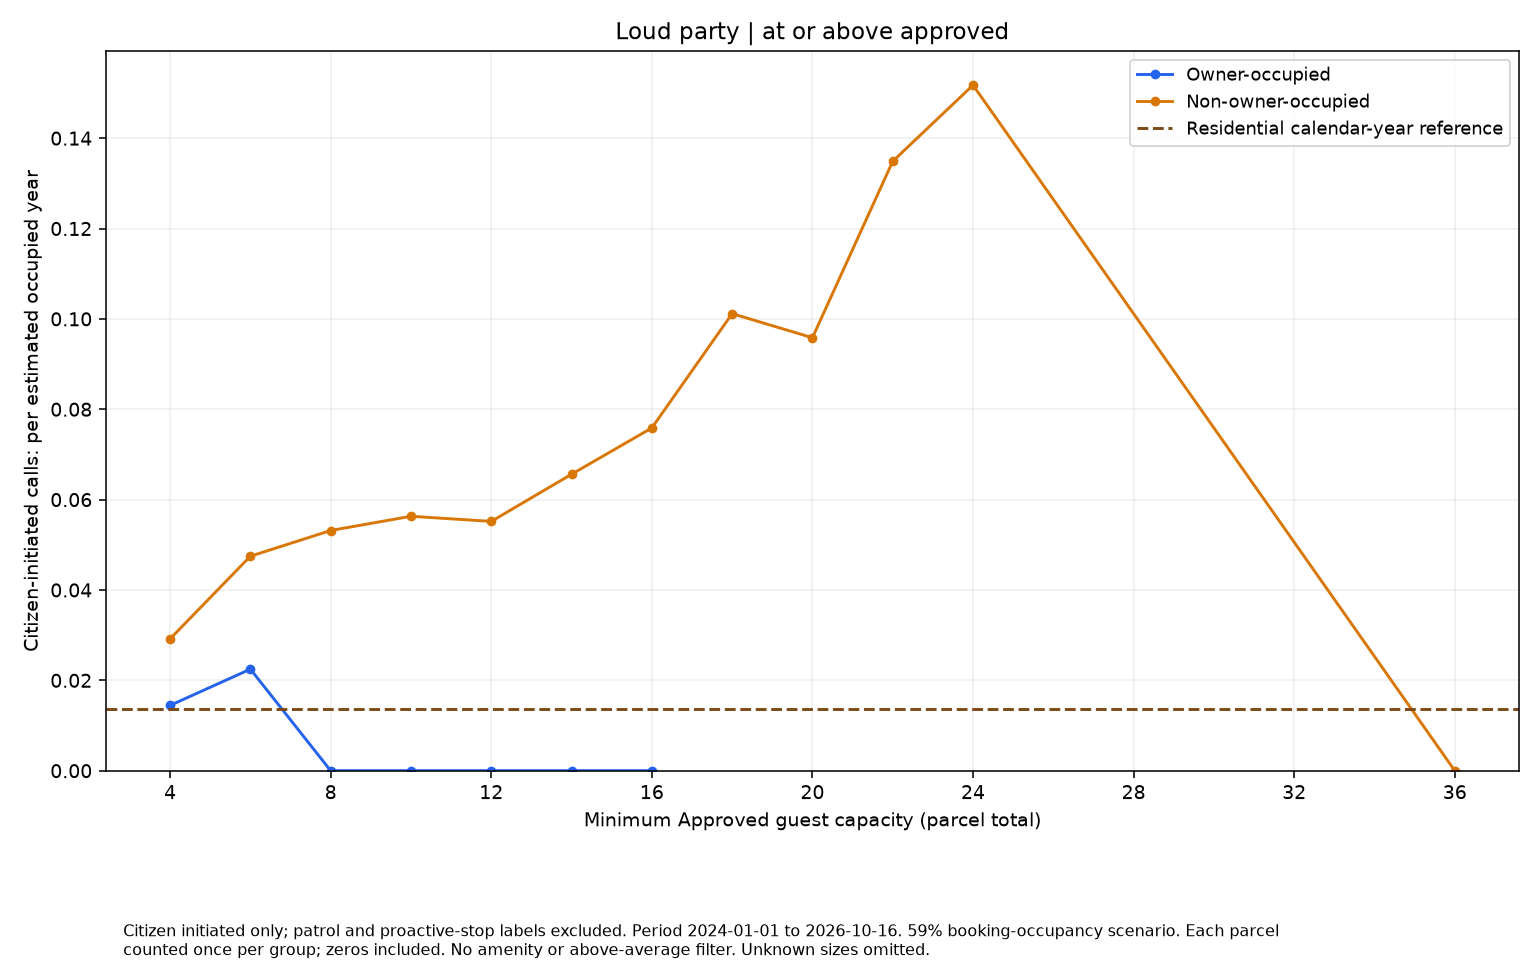 Loud party | at or above approved
Owner-occupied
Non-owner-occupied
Residential calendar-year reference
Citizen-initiated calls: per estimated occupied year
0.14
0.12
0.10
0.08
0.06
0.04
0.02
0.00
4 8 12 16 20 24 28 32 36
Minimum Approved guest capacity (parcel total)
Citizen initiated only; patrol and proactive-stop labels excluded. Period 2024-01-01 to 2026-10-16. 59% booking-occupancy scenario. Each parcel
counted once per group; zeros included. No amenity or above-average filter. Unknown sizes omitted.